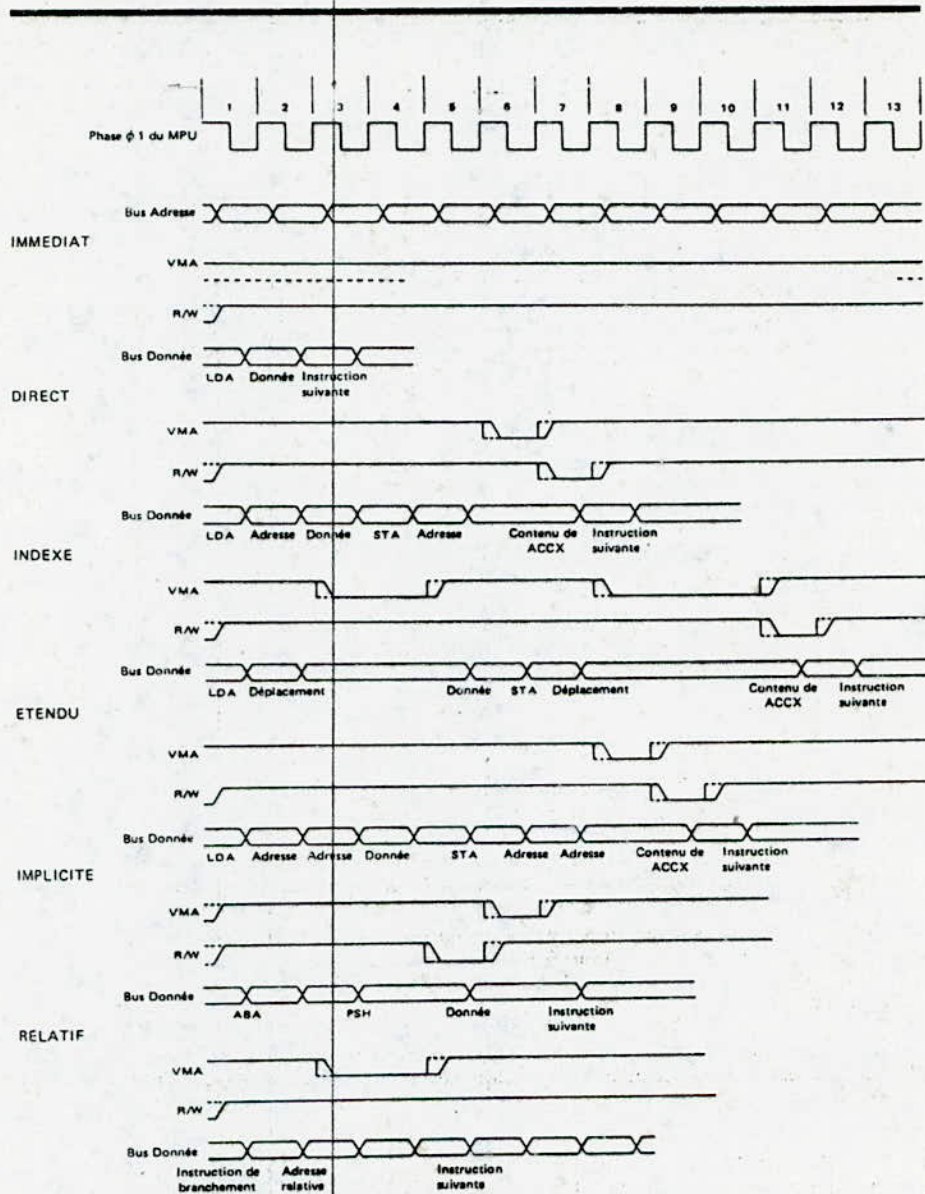 1 2 3 4 5 6 7 8 9 10 11 12 13
Phase ϕ 1 du MPU
Bus Adresse
IMMEDIAT
VMA
R/W
Bus Donnée
LDA Donnée Instruction
suivante
DIRECT
VMA
R/W
Bus Donnée
LDA Adresse Donnée STA Adresse Contenu de Instruction
ACCX suivante
INDEXE
VMA
R/W
Bus Donnée
LDA Déplacement Donnée STA Déplacement Contenu de Instruction
ACCX suivante
ETENDU
VMA
R/W
Bus Donnée
LDA Adresse Adresse Donnée STA Adresse Adresse Contenu de Instruction
ACCX suivante
IMPLICITE
VMA
R/W
Bus Donnée
ABA PSH Donnée Instruction
suivante
RELATIF
VMA
R/W
Bus Donnée
Instruction de Adresse Instruction
branchement relative suivante